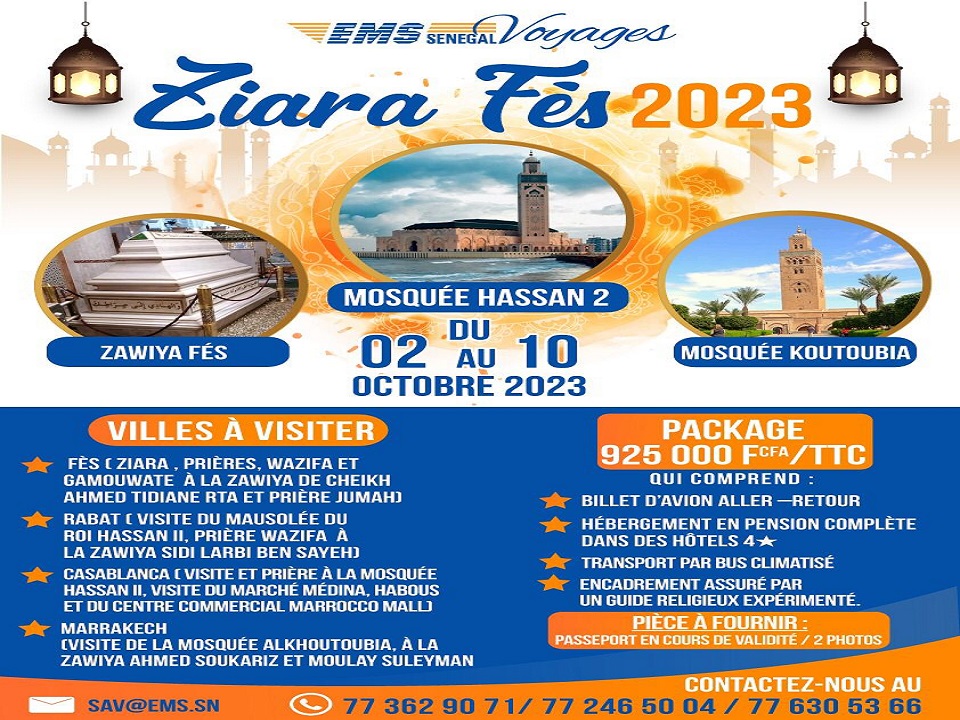 EMS SENEGAL Voyages
Ziara Fés 2023
MOSQUÉE HASSAN 2
ZAWIYA FÉS
MOSQUÉE KOUTOUBIA
DU
02 AU 10
OCTOBRE 2023
VILLES À VISITER
FÈS ( ZIARA , PRIÈRES, WAZIFA ET
GAMOUWATE À LA ZAWIYA DE CHEIKH
AHMED TIDIANE RTA ET PRIÈRE JUMAH)
RABAT ( VISITE DU MAUSOLÉE DU
ROI HASSAN II, PRIÈRE WAZIFA À
LA ZAWIYA SIDI LARBI BEN SAYEH)
CASABLANCA ( VISITE ET PRIÈRE À LA MOSQUÉE
HASSAN II, VISITE DU MARCHÉ MÉDINA, HABOUS
ET DU CENTRE COMMERCIAL MARROCCO MALL)
MARRAKECH
(VISITE DE LA MOSQUÉE ALKHOUTOUBIA, À LA
ZAWIYA AHMED SOUKARIZ ET MOULAY SULEYMAN
PACKAGE
925 000 FCFA/TTC
QUI COMPREND :
BILLET D'AVION ALLER –RETOUR
HÉBERGEMENT EN PENSION COMPLÈTE
DANS DES HÔTELS 4★
TRANSPORT PAR BUS CLIMATISÉ
ENCADREMENT ASSURÉ PAR
UN GUIDE RELIGIEUX EXPÉRIMENTÉ.
PIÈCE À FOURNIR :
PASSEPORT EN COURS DE VALIDITÉ / 2 PHOTOS
CONTACTEZ-NOUS AU
SAV@EMS.SN
77 362 90 71/ 77 246 50 04 / 77 630 53 66